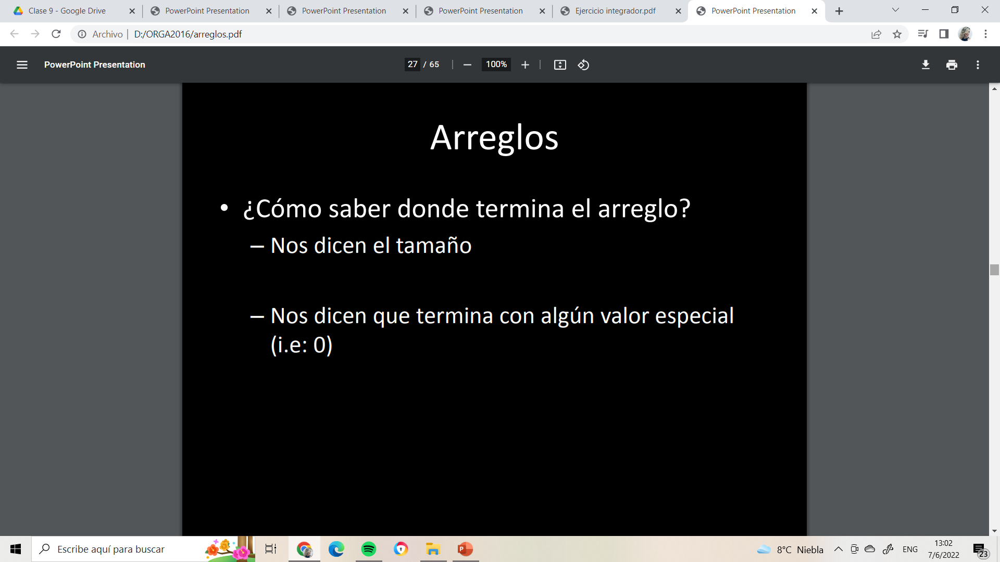 Clase 9 - Google Drive
PowerPoint Presentation
PowerPoint Presentation
PowerPoint Presentation
Ejercicio integrador.pdf
PowerPoint Presentation
Archivo
D:/ORGA2016/arreglos.pdf
PowerPoint Presentation
27 / 65
100%
Arreglos
• ¿Cómo saber donde termina el arreglo?
– Nos dicen el tamaño
– Nos dicen que termina con algún valor especial
(i.e: 0)
Escribe aquí para buscar
8°C Niebla
ENG
13:02
7/6/2022
23